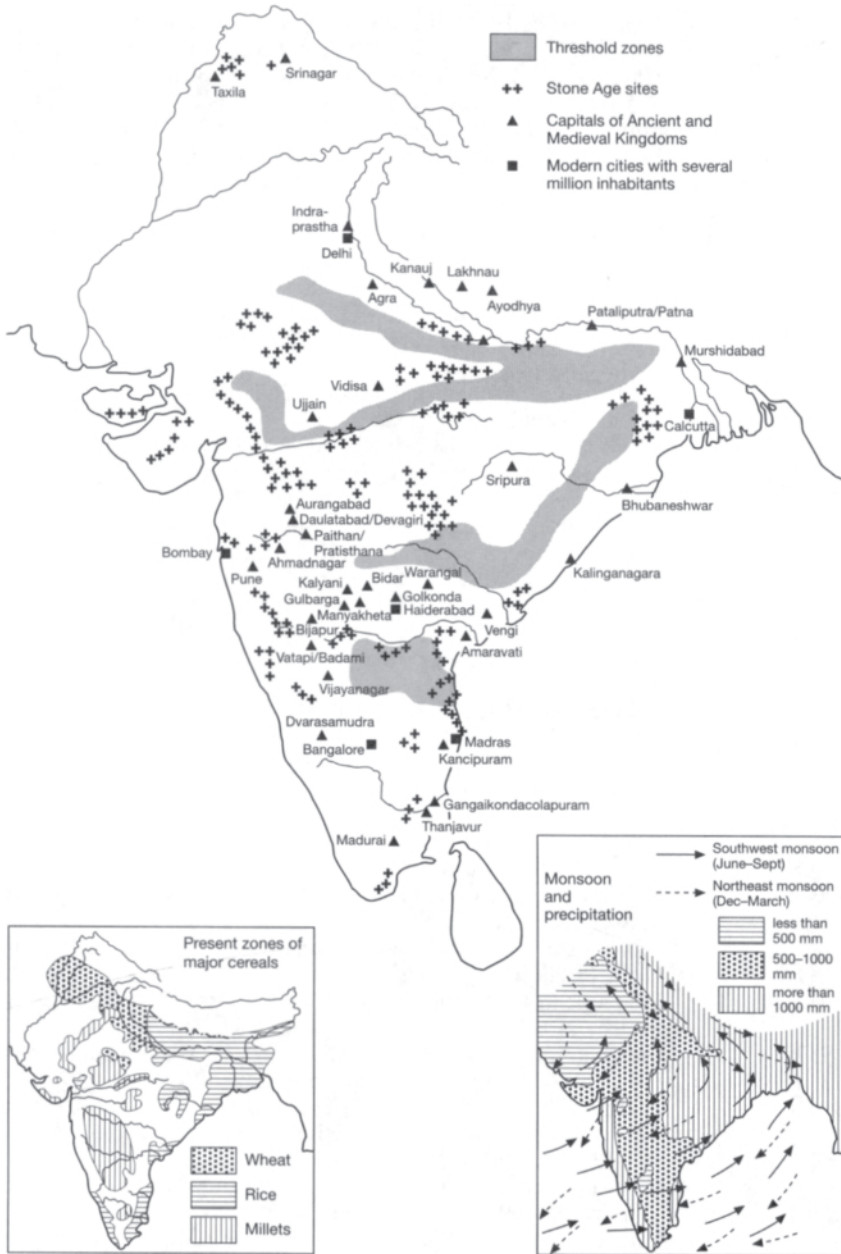 Threshold zones
Stone Age sites
Capitals of Ancient and
Medieval Kingdoms
Modern cities with several
million inhabitants
Srinagar
Taxila
Indra-
prastha
Delhi
Kanauj
Lakhnau
Agra
Ayodhya
Pataliputra/Patna
Murshidabad
Vidisa
Ujjain
Calcutta
Sripura
Bhubaneshwar
Aurangabad
Daulatabad/Devagiri
Paithan/
Pratisthana
Bombay
Ahmadnagar
Pune
Kalinganagara
Kalyani
Bidar
Warangal
Gulbarga
Golkonda
Manyakheta
Haiderabad
Bijapur
Vengi
Amaravati
Vatapi/Badami
Vijayanagar
Dvarasamudra
Bangalore
Madras
Kancipuram
Gangaikondacolapuram
Thanjavur
Madurai
Present zones of
major cereals
Wheat
Rice
Millets
Monsoon
and
precipitation
Southwest monsoon
(June–Sept)
Northeast monsoon
(Dec–March)
less than
500 mm
500–1000
mm
more than
1000 mm